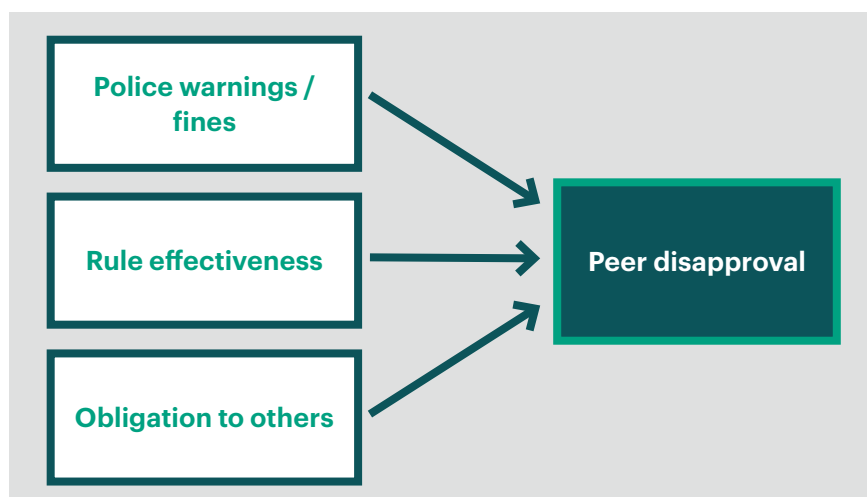 Police warnings /
fines
Rule effectiveness
Peer disapproval
Obligation to others